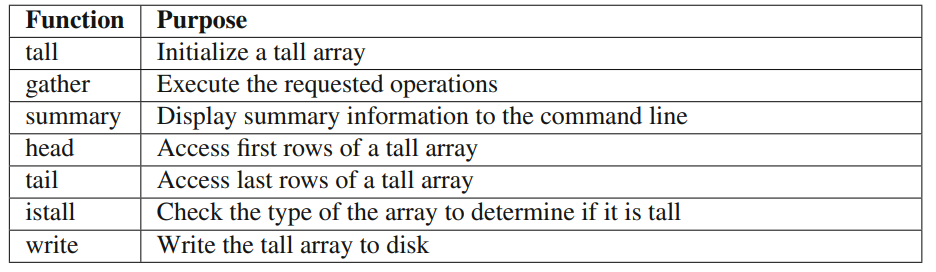 Function Purpose
tall Initialize a tall array
gather Execute the requested operations
summary Display summary information to the command line
head Access first rows of a tall array
tail Access last rows of a tall array
istall Check the type of the array to determine if it is tall
write Write the tall array to disk